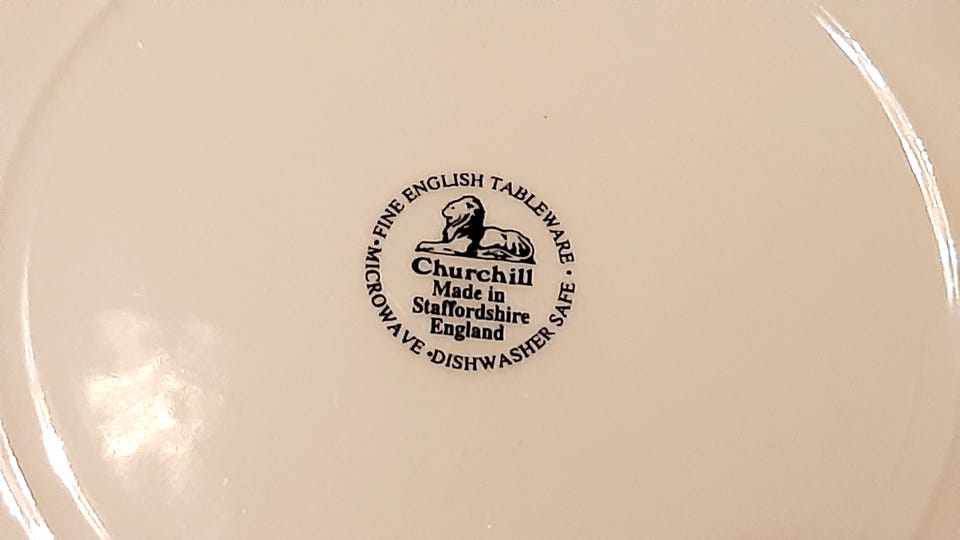 • FINE ENGLISH TABLEWARE •
Churchill
Made in
Staffordshire
England
MICROWAVE • DISHWASHER SAFE